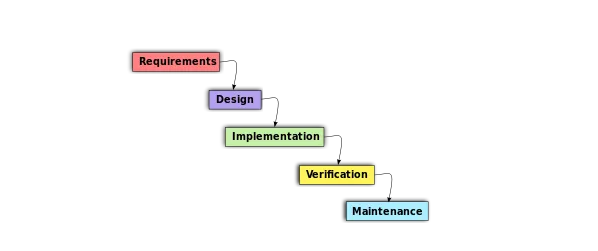 Requirements
Design
Implementation
Verification
Maintenance